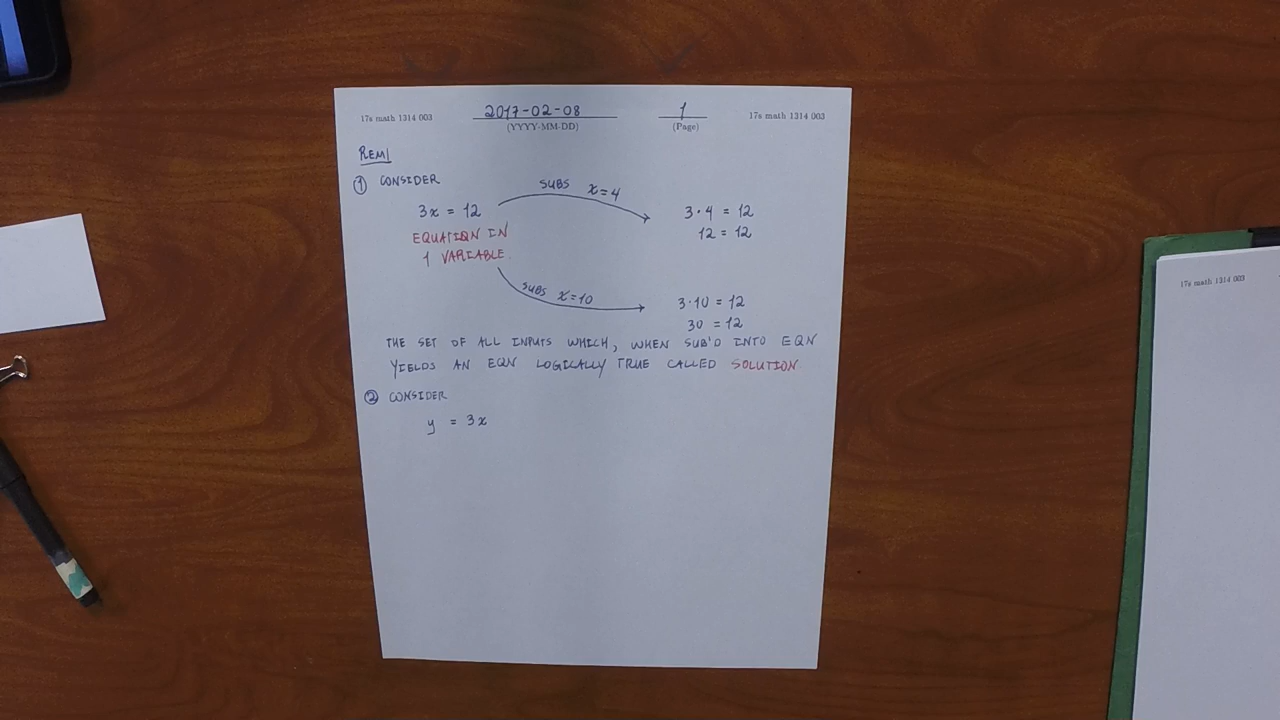 17s math 1314 003 2017-02-08 1 17s math 1314 003
(YYYY-MM-DD) (Page)
REM|
① CONSIDER
SUBS x=4
3x = 12 3·4 = 12
EQUATION IN 12 = 12
1 VARIABLE.
SUBS x=10
3·10 = 12
30 = 12
THE SET OF ALL INPUTS WHICH, WHEN SUB'D INTO EQN
YIELDS AN EQN LOGICALLY TRUE CALLED SOLUTION.
② CONSIDER
y = 3x
17s math 1314 003